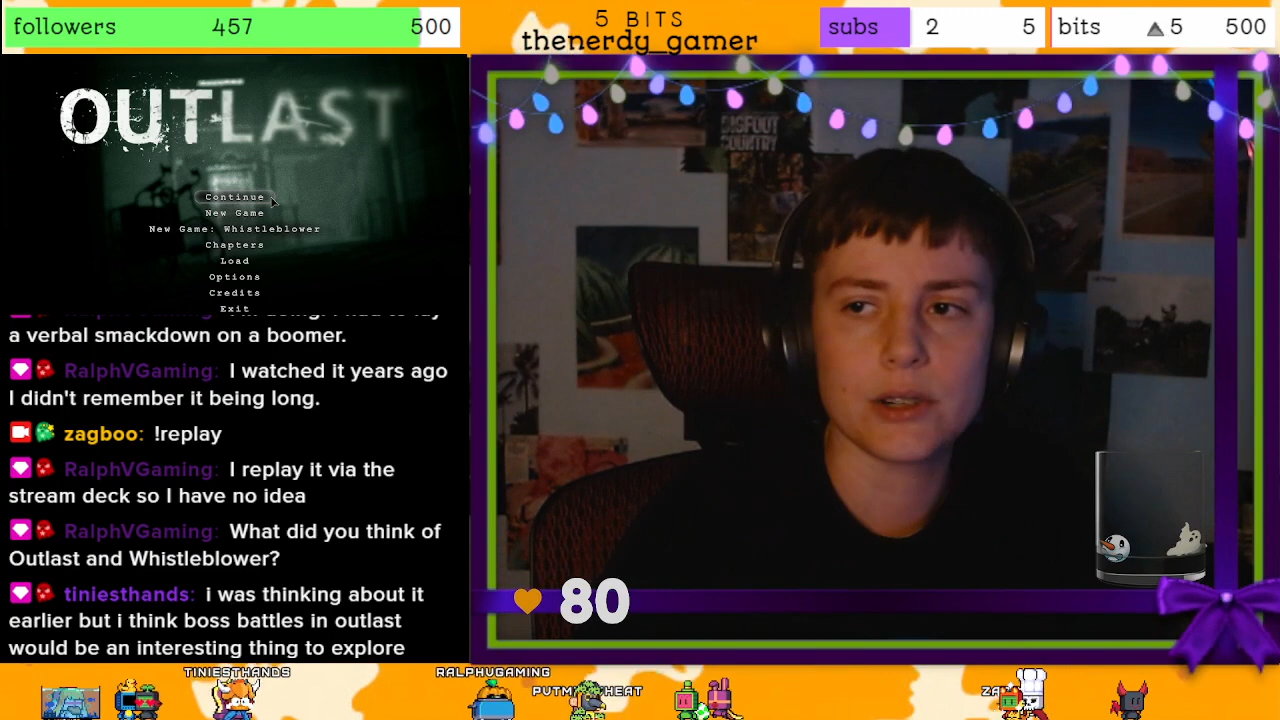 followers 457 500
5 BITS
thenerdy_gamer
subs 2 5
bits 5 500
OUTLAST
Continue
New Game
New Game: Whistleblower
Chapters
Load
Options
Credits
Exit
a verbal smackdown on a boomer.
RalphVGaming: I watched it years ago
I didn't remember it being long.
zagboo: !replay
RalphVGaming: I replay it via the
stream deck so I have no idea
RalphVGaming: What did you think of
Outlast and Whistleblower?
tiniesthands: i was thinking about it
earlier but i think boss battles in outlast
would be an interesting thing to explore
BIGFOOT
COUNTRY
80
TINIESTHANDS
RALPHVGAMING